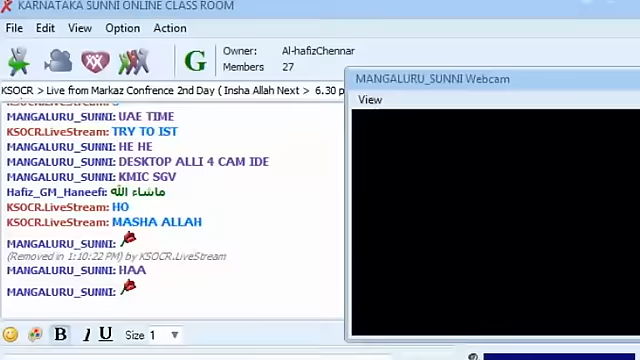 KARNATAKA SUNNI ONLINE CLASS ROOM
File Edit View Option Action
G Owner: Al-hafizChennar
Members 27
KSOCR > Live from Markaz Confrence 2nd Day ( Insha Allah Next > 6.30 p
MANGALURU_SUNNI: UAE TIME
KSOCR.LiveStream: TRY TO IST
MANGALURU_SUNNI: HE HE
MANGALURU_SUNNI: DESKTOP ALLI 4 CAM IDE
MANGALURU_SUNNI: KMIC SGV
Hafiz_GM_Haneefi: ماشاء الله
KSOCR.LiveStream: HO
KSOCR.LiveStream: MASHA ALLAH
MANGALURU_SUNNI:
(Removed in 1:10:22 PM) by KSOCR.LiveStream
MANGALURU_SUNNI: HAA
MANGALURU_SUNNI:
B I U Size 1
MANGALURU_SUNNI Webcam
View